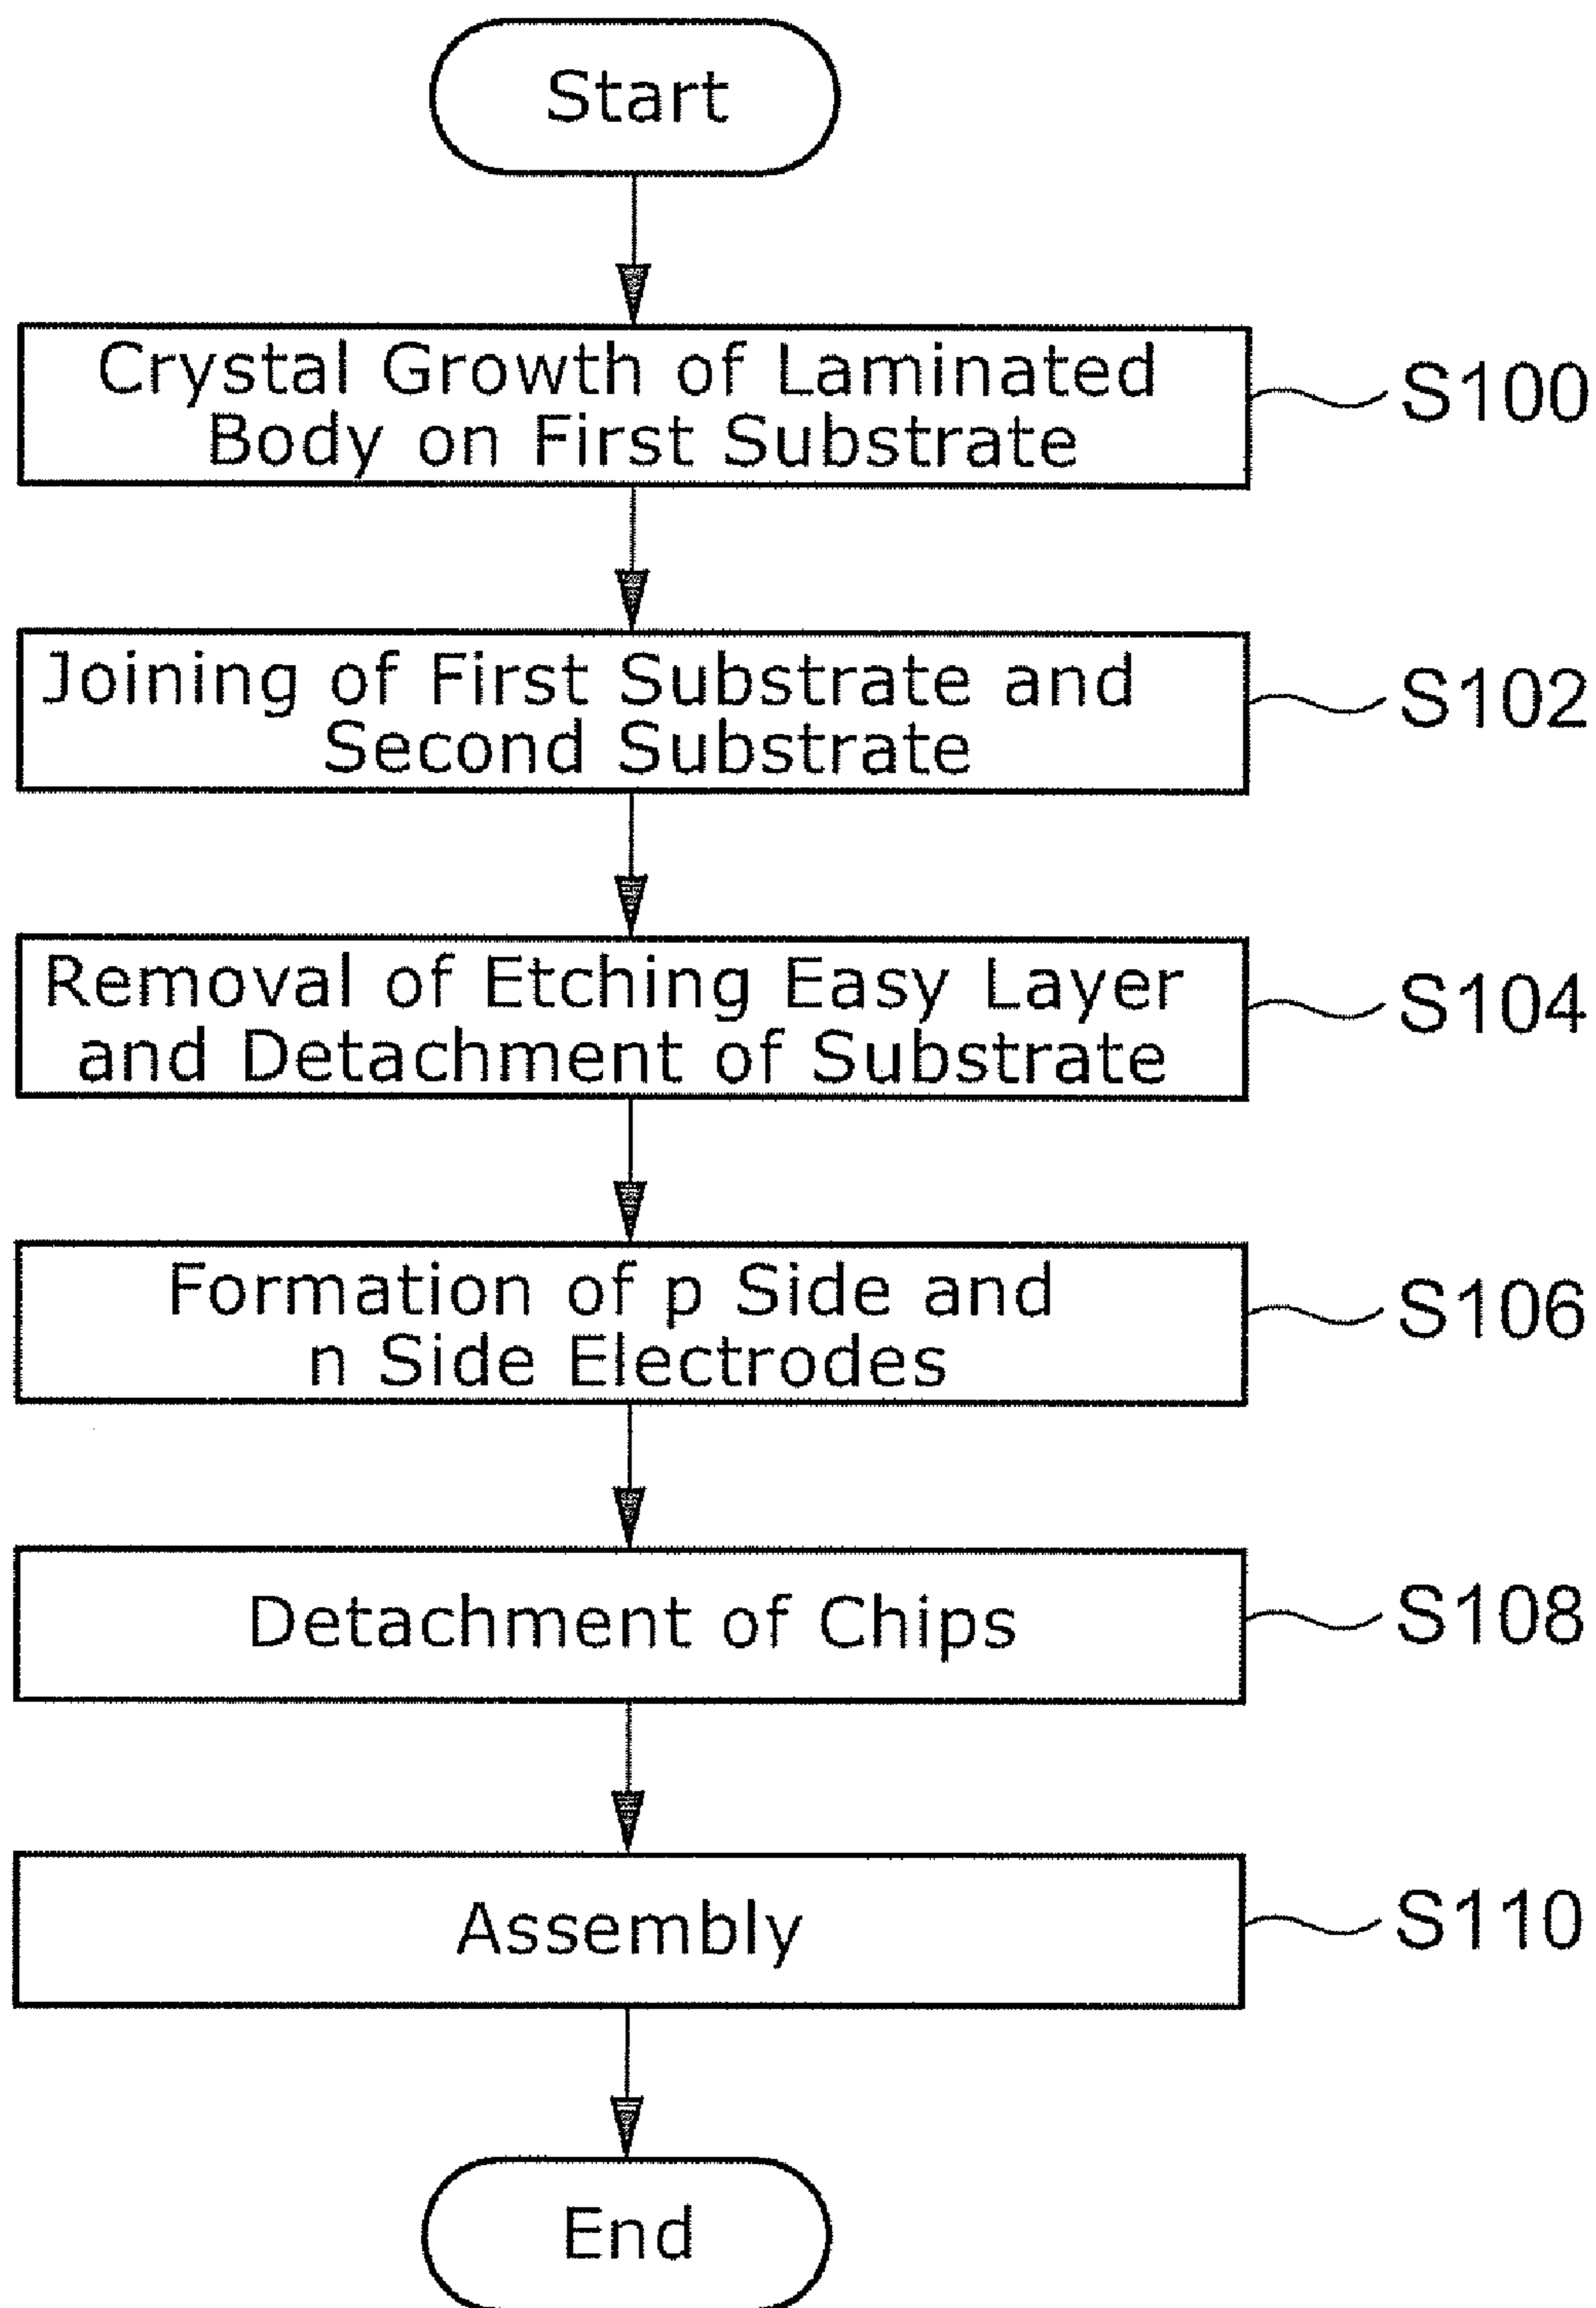 Start
Crystal Growth of Laminated
Body on First Substrate
S100
Joining of First Substrate and
Second Substrate
S102
Removal of Etching Easy Layer
and Detachment of Substrate
S104
Formation of p Side and
n Side Electrodes
S106
Detachment of Chips
S108
Assembly
S110
End